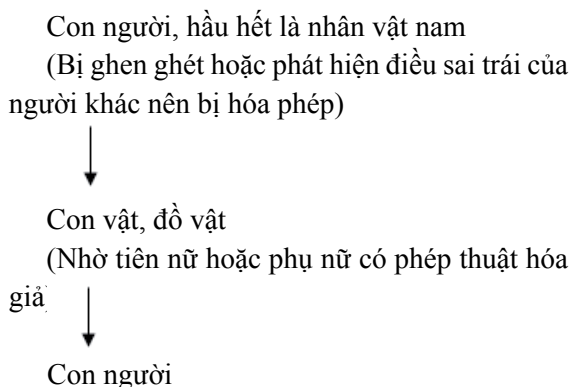 Con người, hầu hết là nhân vật nam
(Bị ghen ghét hoặc phát hiện điều sai trái của
người khác nên bị hóa phép)
Con vật, đồ vật
(Nhờ tiên nữ hoặc phụ nữ có phép thuật hóa
giả
Con người